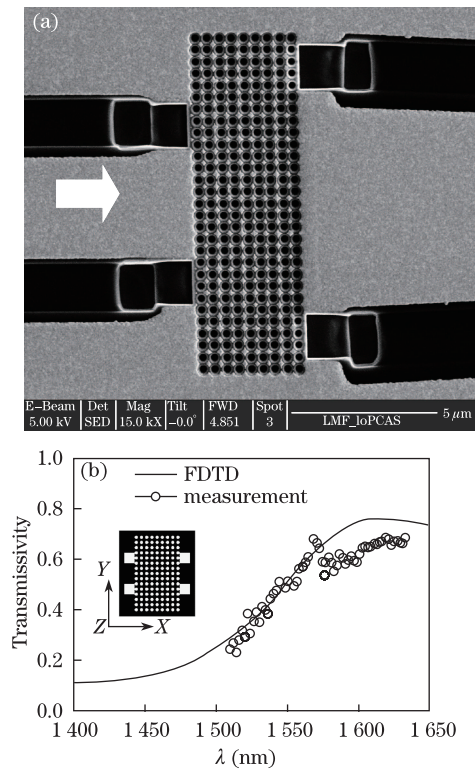 (a)
E-Beam Det Mag Tilt FWD Spot
5.00 kV SED 15.0 kX -0.0° 4.851 3 LMF_IoPCAS 5 μm
(b)
FDTD
measurement
Transmissivity
1.0
0.8
0.6
0.4
0.2
0.0
Y
Z X
1 400 1 450 1 500 1 550 1 600 1 650
λ (nm)